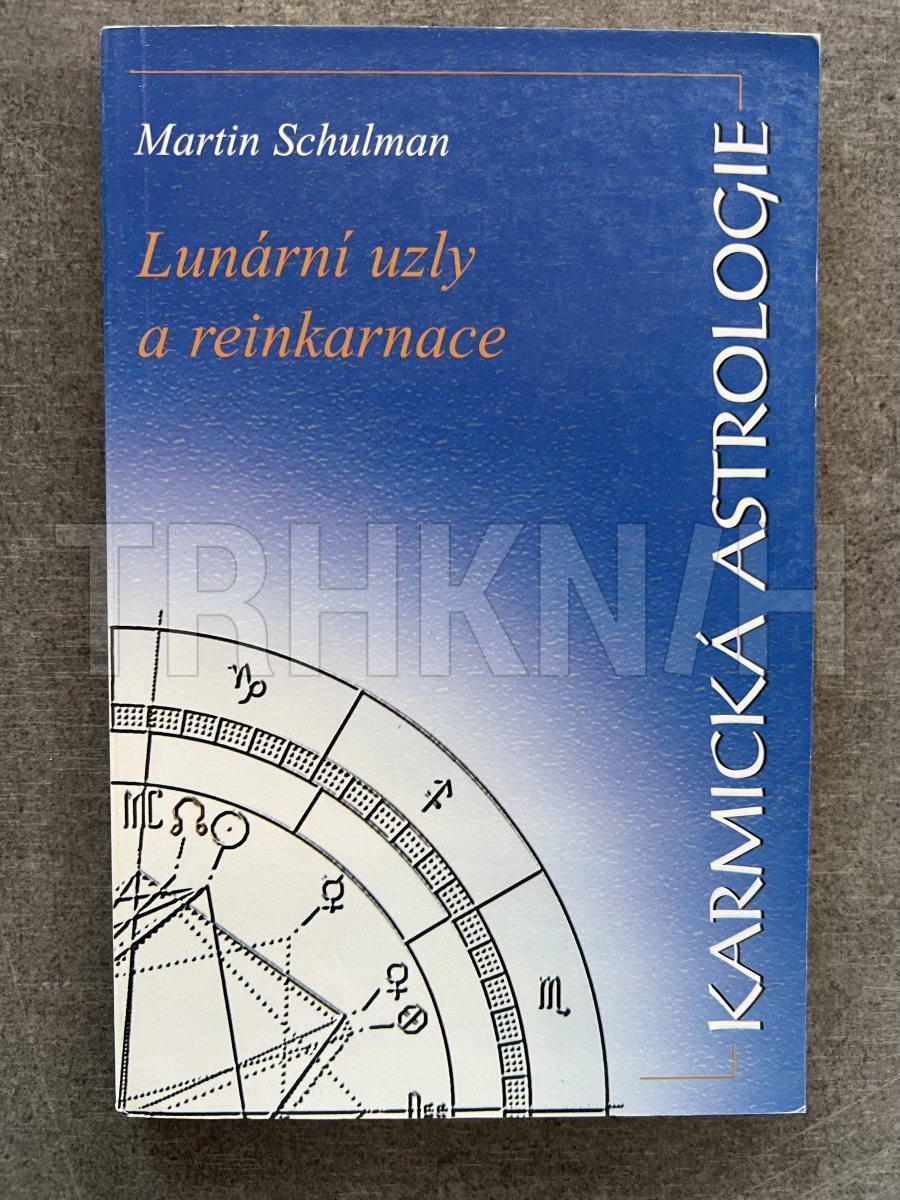 Martin Schulman
Lunární uzly
a reinkarnace
KARMICKÁ ASTROLOGIE
TRHKNIH